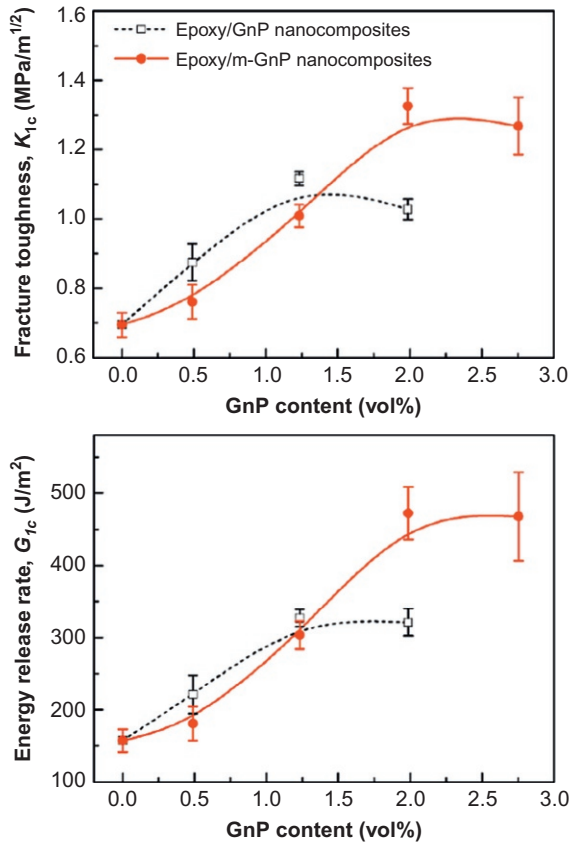 1.6
1.4
1.2
1.0
0.8
0.6
Fracture toughness, K1c (MPa/m1/2)
Epoxy/GnP nanocomposites
Epoxy/m-GnP nanocomposites
0.0 0.5 1.0 1.5 2.0 2.5 3.0
GnP content (vol%)
500
400
300
200
100
Energy release rate, G1c (J/m2)
0.0 0.5 1.0 1.5 2.0 2.5 3.0
GnP content (vol%)